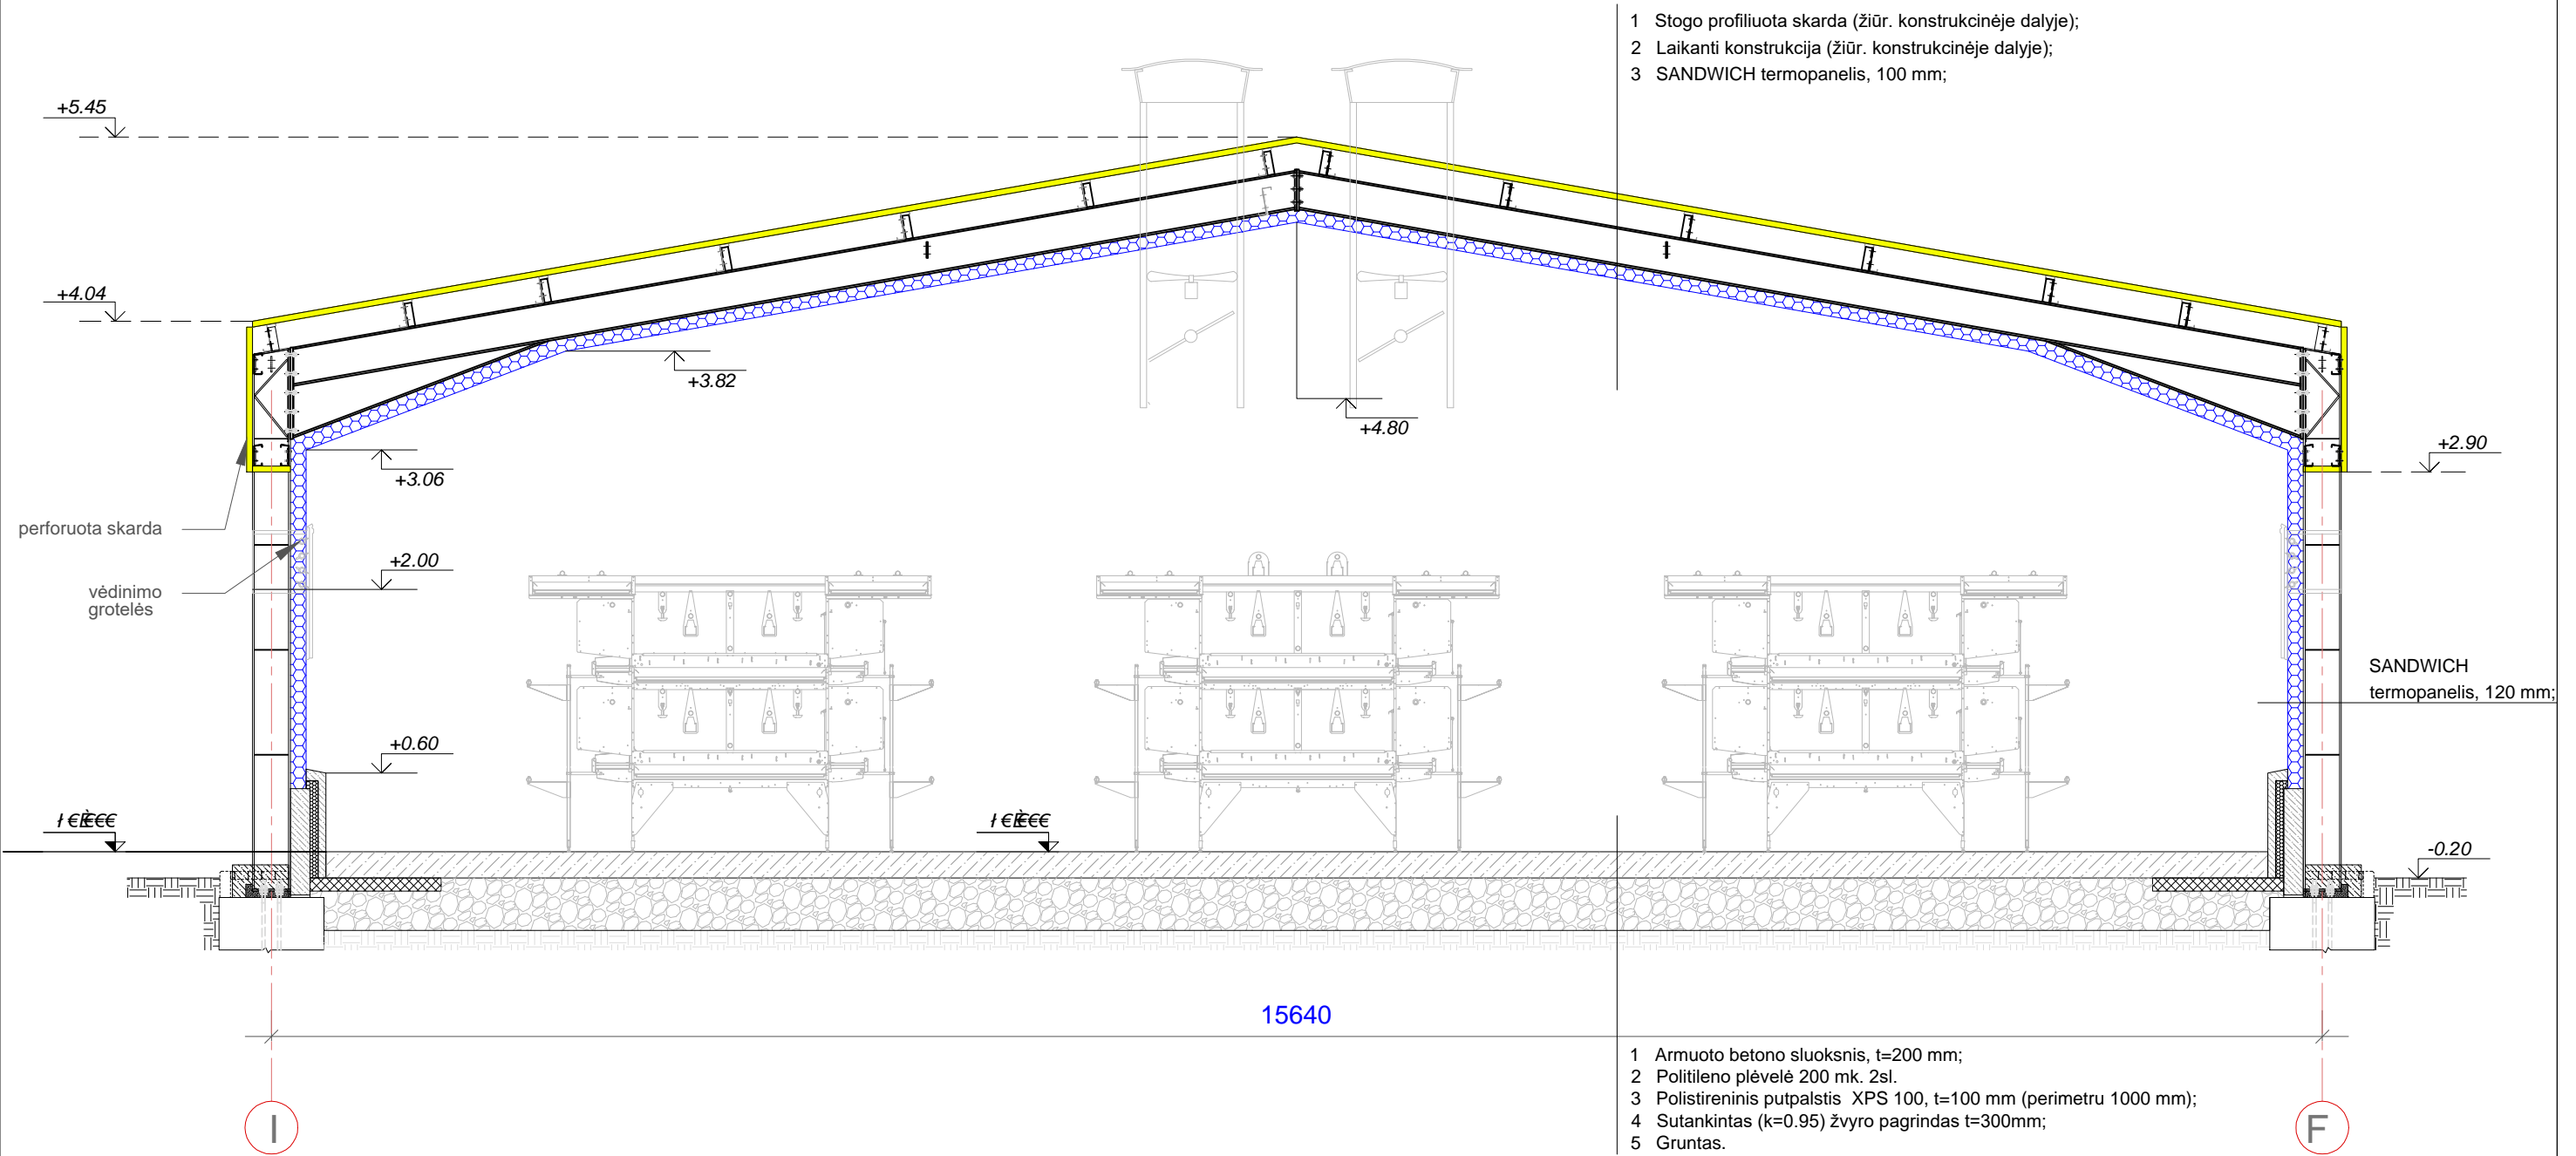 1 Stogo profiliuota skarda (žiūr. konstrukcinėje dalyje);
2 Laikanti konstrukcija (žiūr. konstrukcinėje dalyje);
3 SANDWICH termopanelis, 100 mm;
+5.45
+4.04
+3.82
+4.80
+2.90
+3.06
perforuota skarda
+2.00
vėdinimo
grotelės
SANDWICH
termopanelis, 120 mm;
+0.60
-0.20
15640
1 Armuoto betono sluoksnis, t=200 mm;
2 Politileno plėvelė 200 mk. 2sl.
3 Polistireninis putpalstis XPS 100, t=100 mm (perimetru 1000 mm);
4 Sutankintas (k=0.95) žvyro pagrindas t=300mm;
5 Gruntas.
I
F